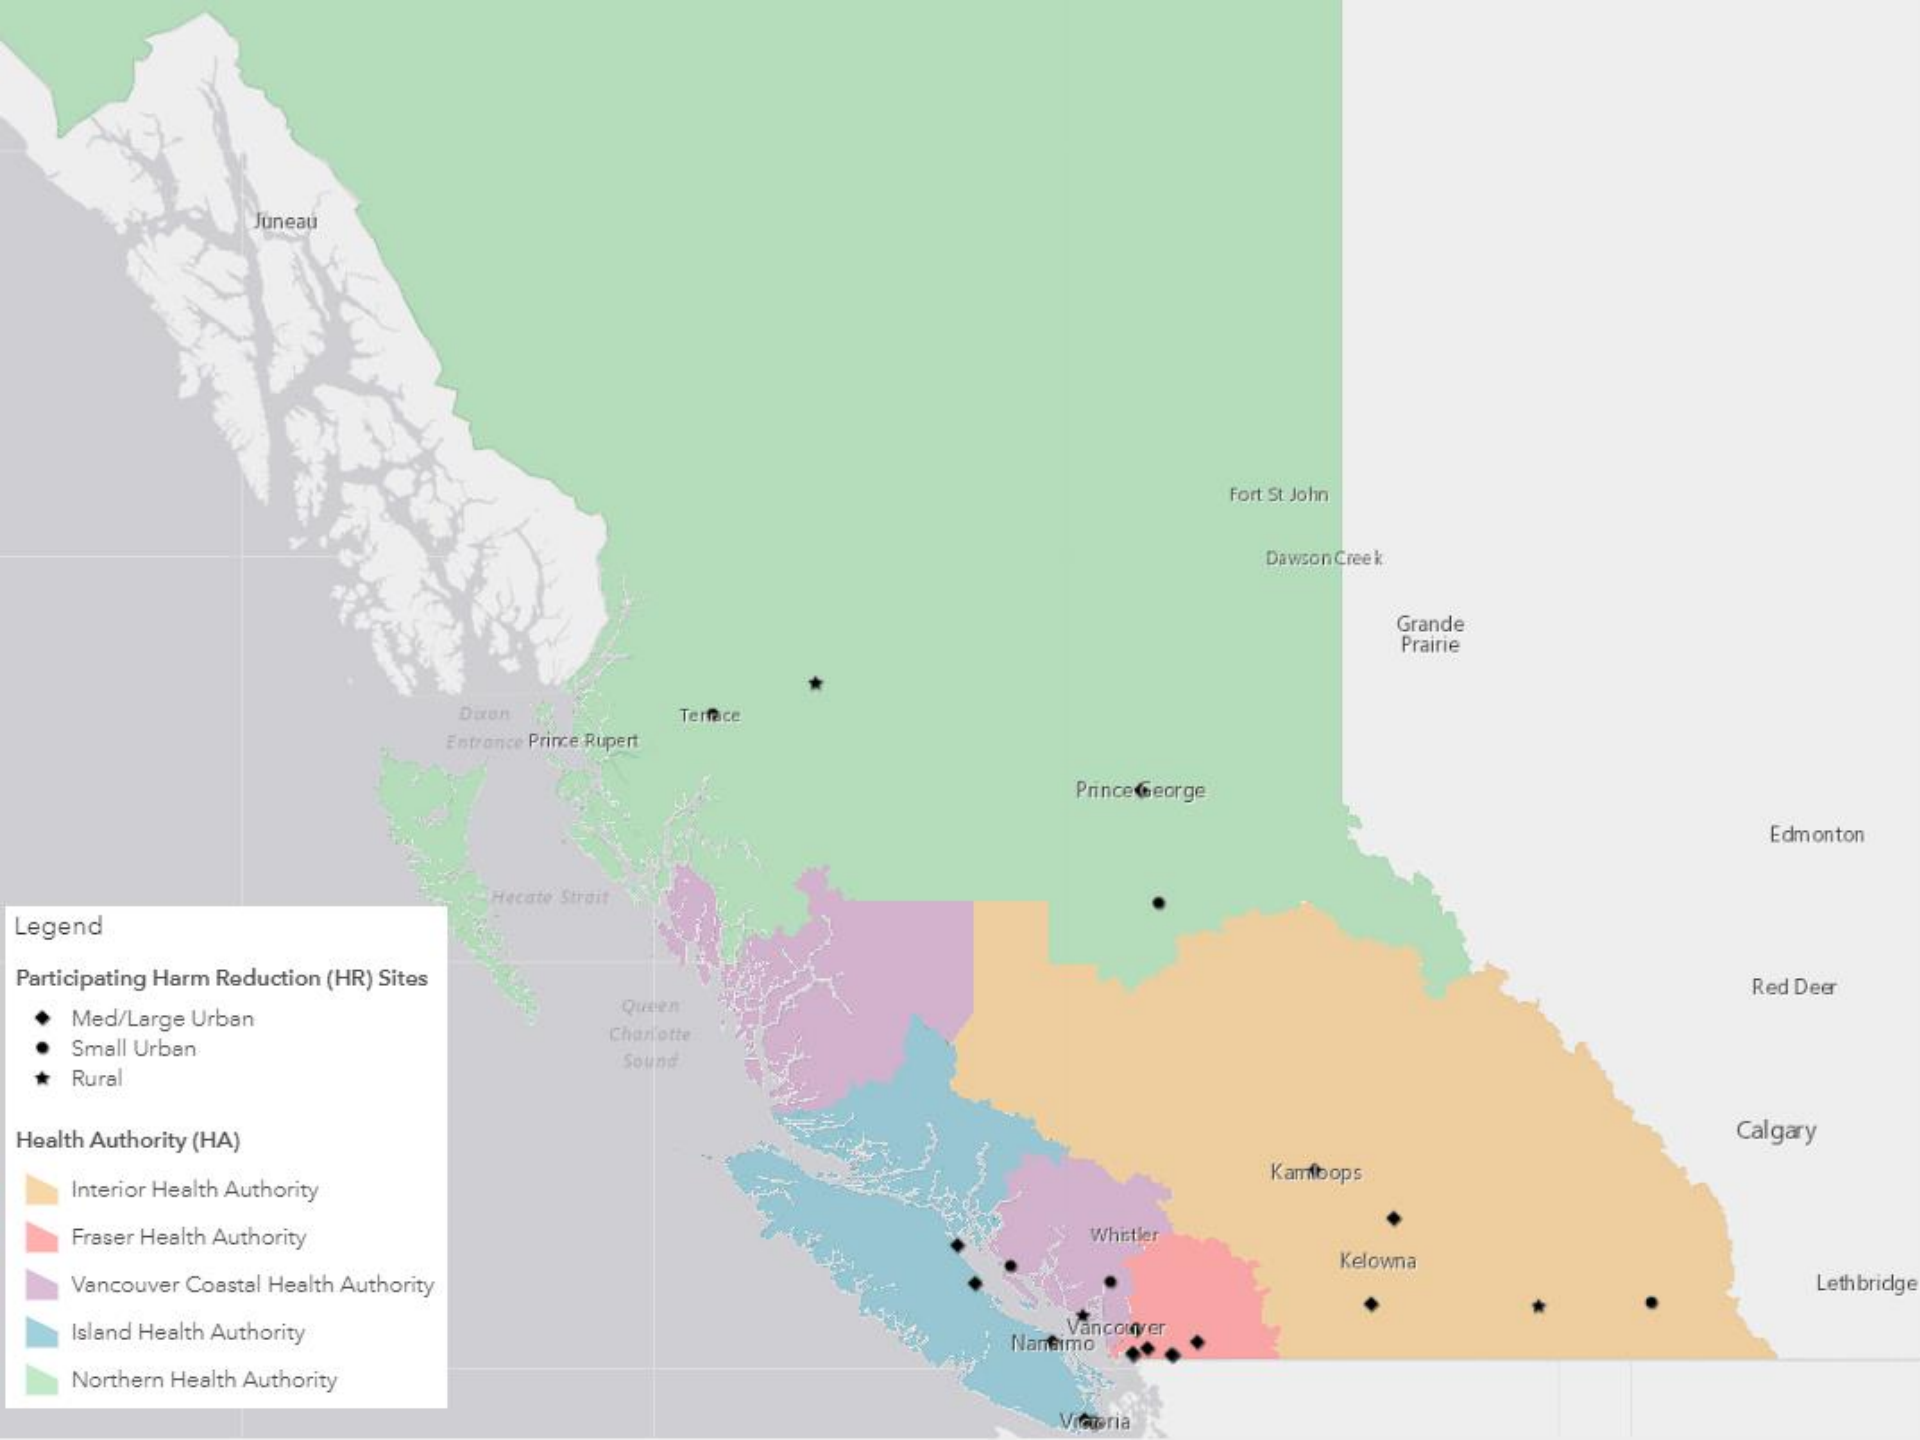 Juneau
Fort St John
Dawson Creek
Grande
Prairie
Dixon
Entrance
Terrace
Prince Rupert
Prince George
Edmonton
Hecate Strait
Red Deer
Queen
Charlotte
Sound
Calgary
Kamloops
Whistler
Kelowna
Lethbridge
Vancouver
Nanaimo
Victoria
Legend
Participating Harm Reduction (HR) Sites
Med/Large Urban
Small Urban
Rural
Health Authority (HA)
Interior Health Authority
Fraser Health Authority
Vancouver Coastal Health Authority
Island Health Authority
Northern Health Authority